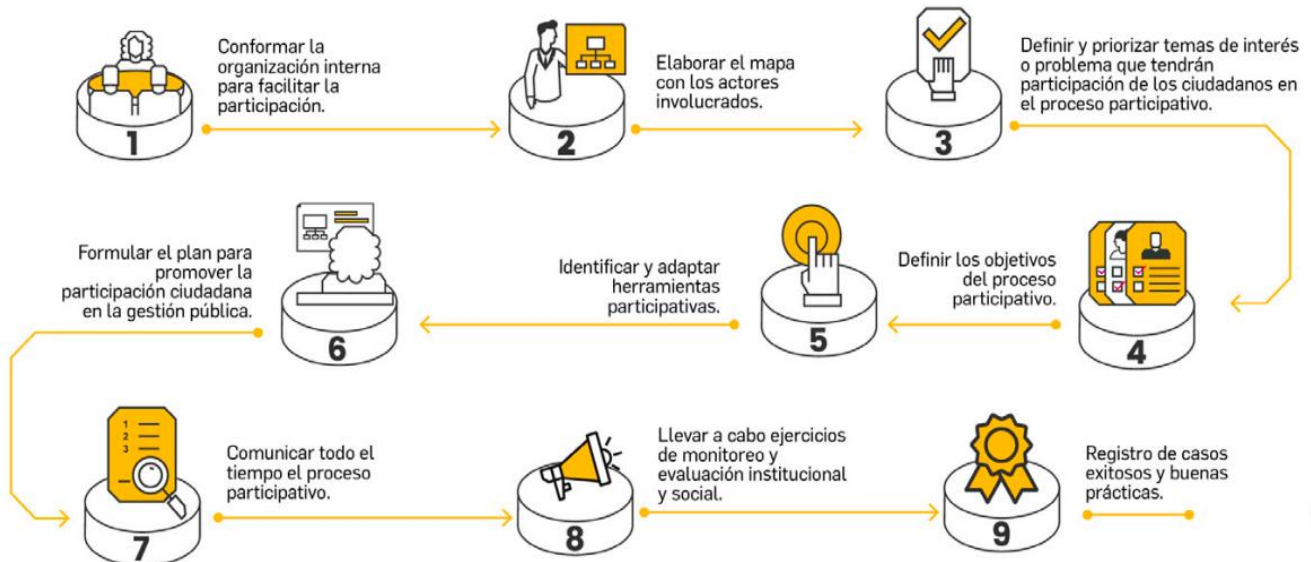 1
Conformar la
organización interna
para facilitar la
participación.
2
Elaborar el mapa
con los actores
involucrados.
3
Definir y priorizar temas de interés
o problema que tendrán
participación de los ciudadanos en
el proceso participativo.
4
Definir los objetivos
del proceso
participativo.
5
Identificar y adaptar
herramientas
participativas.
6
Formular el plan para
promover la
participación ciudadana
en la gestión pública.
1
2
3
7
Comunicar todo el
tiempo el proceso
participativo.
8
Llevar a cabo ejercicios
de monitoreo y
evaluación institucional
y social.
9
Registro de casos
exitosos y buenas
prácticas.